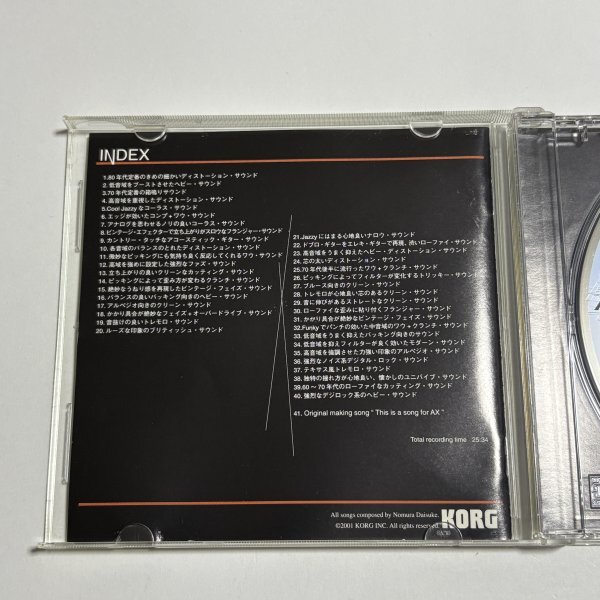 INDEX
1.80年代定番のきめの細かいディストーション・サウンド
2. 低音域をブーストさせたヘビー・サウンド
3.70年代定番の箱鳴りサウンド
4. 高音域を重視したディストーション・サウンド
5.Cool Jazzyなコーラス・サウンド
6. エッジが効いたコンプ+ワウ・サウンド
7. アナログを思わせるノリの良いコーラス・サウンド
8. ビンテージ・エフェクターで立ち上がりがスロウなフランジャー・サウンド
9. カントリー・タッチなアコースティック・ギター・サウンド
10. 各音域のバランスのとれたディストーション・サウンド
11. 微妙なピッキングにも気持ち良く反応してくれるワウ・サウンド
12. 高域を強めに設定した強烈なファズ・サウンド
13. 立ち上がりの良いクリーンなカッティング・サウンド
14. ピッキングによって歪み方が変わるクランチ・サウンド
15. 絶妙なうねり感を再現したビンテージ・フェイズ・サウンド
16. バランスの良いバッキング向きのヘビー・サウンド
17. アルペジオ向きのクリーン・サウンド
18. かかり具合が絶妙なフェイズ+オーバードライブ・サウンド
19. 音抜けの良いトレモロ・サウンド
20. ルーズな印象のブリティッシュ・サウンド
21.Jazzyにはまる心地良いナロウ・サウンド
22. ドブロ・ギターをエレキ・ギターで再現、渋いローファイ・サウンド
23. 高音域をうまく抑えたヘビー・ディストーション・サウンド
24. 芯の太いディストーション・サウンド
25.70年代後半に流行ったワウ+クランチ・サウンド
26. ピッキングによってフィルターが変化するトリッキー・サウンド
27. ブルース向きのクリーン・サウンド
28. トレモロが心地良い芯のあるクリーン・サウンド
29. 音に伸びがあるストレートなクリーン・サウンド
30. ローファイな歪みに粘り付くフランジャー・サウンド
31. かかり具合が絶妙なビンテージ・フェイズ・サウンド
32.Funkyでパンチの効いた中音域のワウ+クランチ・サウンド
33. 低音域をうまく抑えたバッキング向きのサウンド
34. 低音域を抑えフィルターが良く効いたモダーン・サウンド
35. 高音域を強調させた力強い印象のアルペジオ・サウンド
36. 強烈なノイズ系デジタル・ロック・サウンド
37. テキサス風トレモロ・サウンド
38. 独特の揺れ方が心地良い、懐かしのユニバイブ・サウンド
39.60～70年代のローファイなカッティング・サウンド
40. 強烈なデジロック系のヘビー・サウンド
41. Original making song " This is a song for AX "
Total recording time 25:34
All songs composed by Nomura Daisuke.
©2001 KORG INC. All rights reserved.
KORG